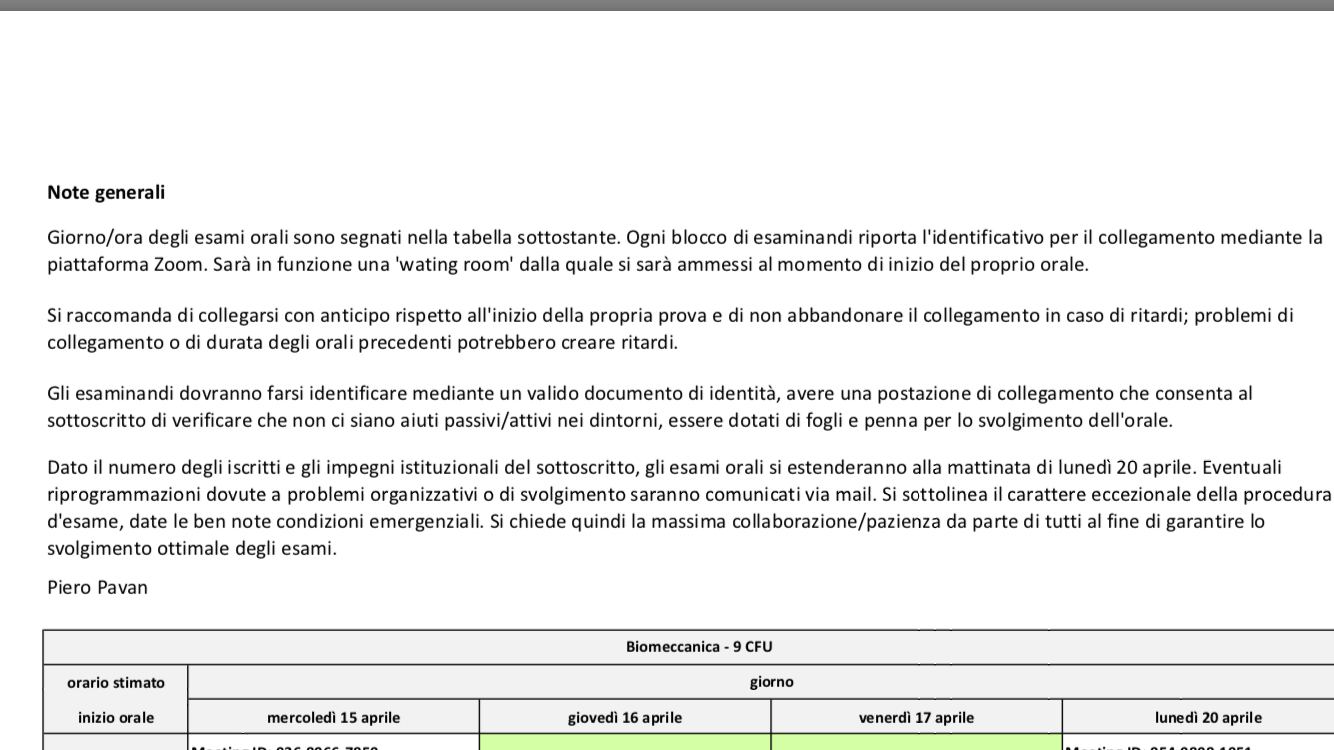 Note generali
Giorno/ora degli esami orali sono segnati nella tabella sottostante. Ogni blocco di esaminandi riporta l'identificativo per il collegamento mediante la
piattaforma Zoom. Sarà in funzione una 'wating room' dalla quale si sarà ammessi al momento di inizio del proprio orale.
Si raccomanda di collegarsi con anticipo rispetto all'inizio della propria prova e di non abbandonare il collegamento in caso di ritardi; problemi di
collegamento o di durata degli orali precedenti potrebbero creare ritardi.
Gli esaminandi dovranno farsi identificare mediante un valido documento di identità, avere una postazione di collegamento che consenta al
sottoscritto di verificare che non ci siano aiuti passivi/attivi nei dintorni, essere dotati di fogli e penna per lo svolgimento dell'orale.
Dato il numero degli iscritti e gli impegni istituzionali del sottoscritto, gli esami orali si estenderanno alla mattinata di lunedì 20 aprile. Eventuali
riprogrammazioni dovute a problemi organizzativi o di svolgimento saranno comunicati via mail. Si sottolinea il carattere eccezionale della procedura
d'esame, date le ben note condizioni emergenziali. Si chiede quindi la massima collaborazione/pazienza da parte di tutti al fine di garantire lo
svolgimento ottimale degli esami.
Piero Pavan
Biomeccanica - 9 CFU
orario stimato
giorno
inizio orale
mercoledì 15 aprile
giovedì 16 aprile
venerdì 17 aprile
lunedì 20 aprile
Meeting ID:
Meeting ID: